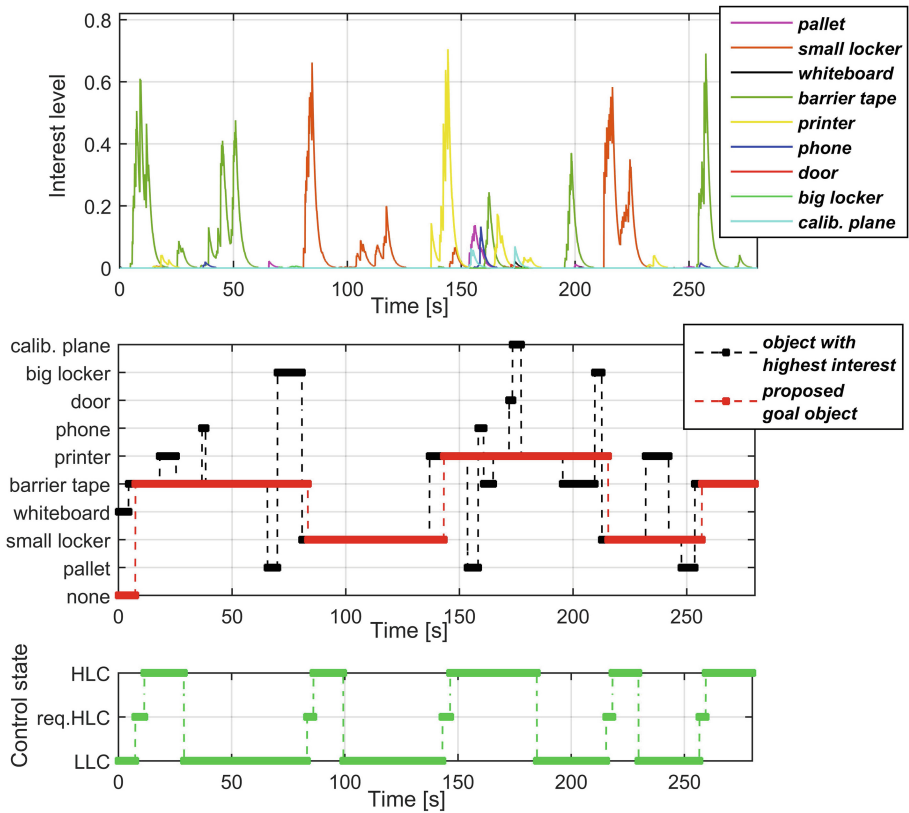 0.8
0.6
0.4
0.2
0
Interest level
0 50 100 150 200 250
Time [s]
pallet
small locker
whiteboard
barrier tape
printer
phone
door
big locker
calib. plane
calib. plane
big locker
door
phone
printer
barrier tape
whiteboard
small locker
pallet
none
0 50 100 150 200 250
Time [s]
object with
highest interest
proposed
goal object
Control state
HLC
req.HLC
LLC
0 50 100 150 200 250
Time [s]